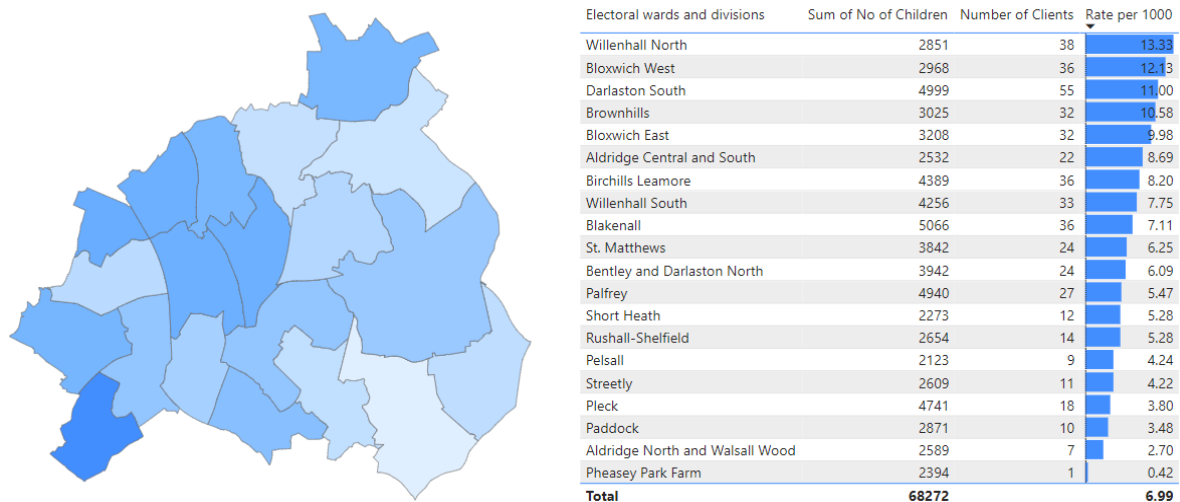 Electoral wards and divisions Sum of No of Children Number of Clients Rate per 1000
Willenhall North 2851 38 13.33
Bloxwich West 2968 36 12.13
Darlaston South 4999 55 11.00
Brownhills 3025 32 10.58
Bloxwich East 3208 32 9.98
Aldridge Central and South 2532 22 8.69
Birchills Leamore 4389 36 8.20
Willenhall South 4256 33 7.75
Blakenall 5066 36 7.11
St. Matthews 3842 24 6.25
Bentley and Darlaston North 3942 24 6.09
Palfrey 4940 27 5.47
Short Heath 2273 12 5.28
Rushall-Shelfield 2654 14 5.28
Pelsall 2123 9 4.24
Streetly 2609 11 4.22
Pleck 4741 18 3.80
Paddock 2871 10 3.48
Aldridge North and Walsall Wood 2589 7 2.70
Pheasey Park Farm 2394 1 0.42
Total 68272 6.99